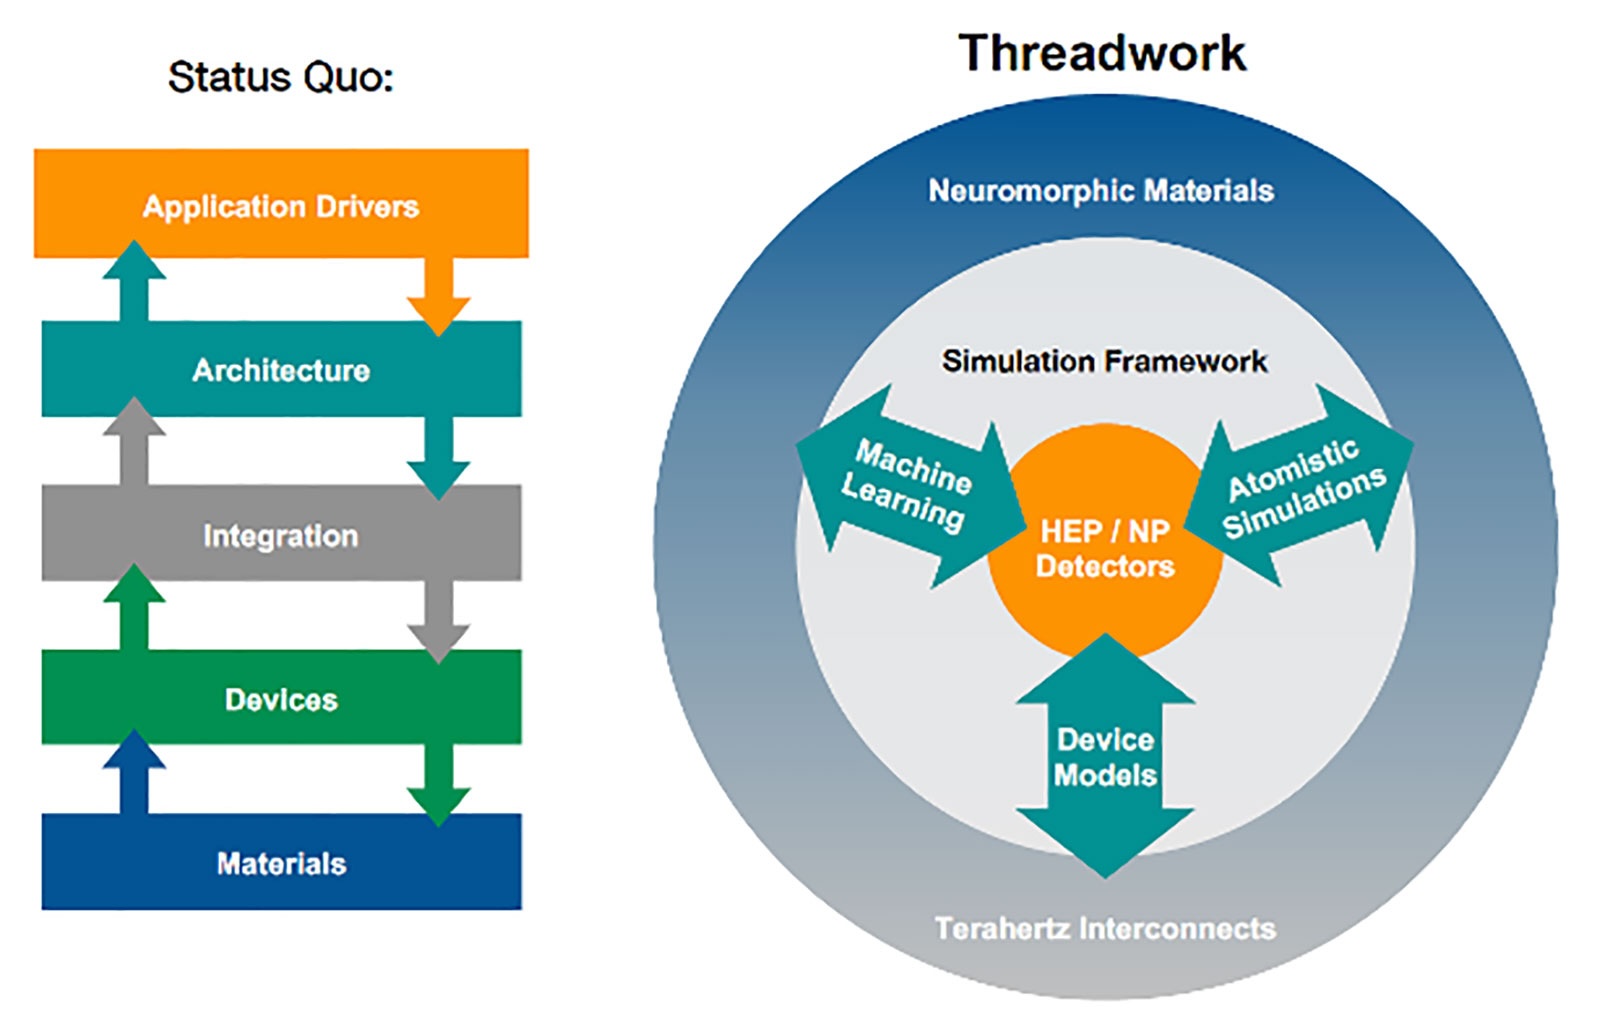 Status Quo:
Application Drivers
Architecture
Integration
Devices
Materials
Threadwork
Neuromorphic Materials
Simulation Framework
Machine
Learning
Atomistic
Simulations
HEP / NP
Detectors
Device
Models
Terahertz Interconnects